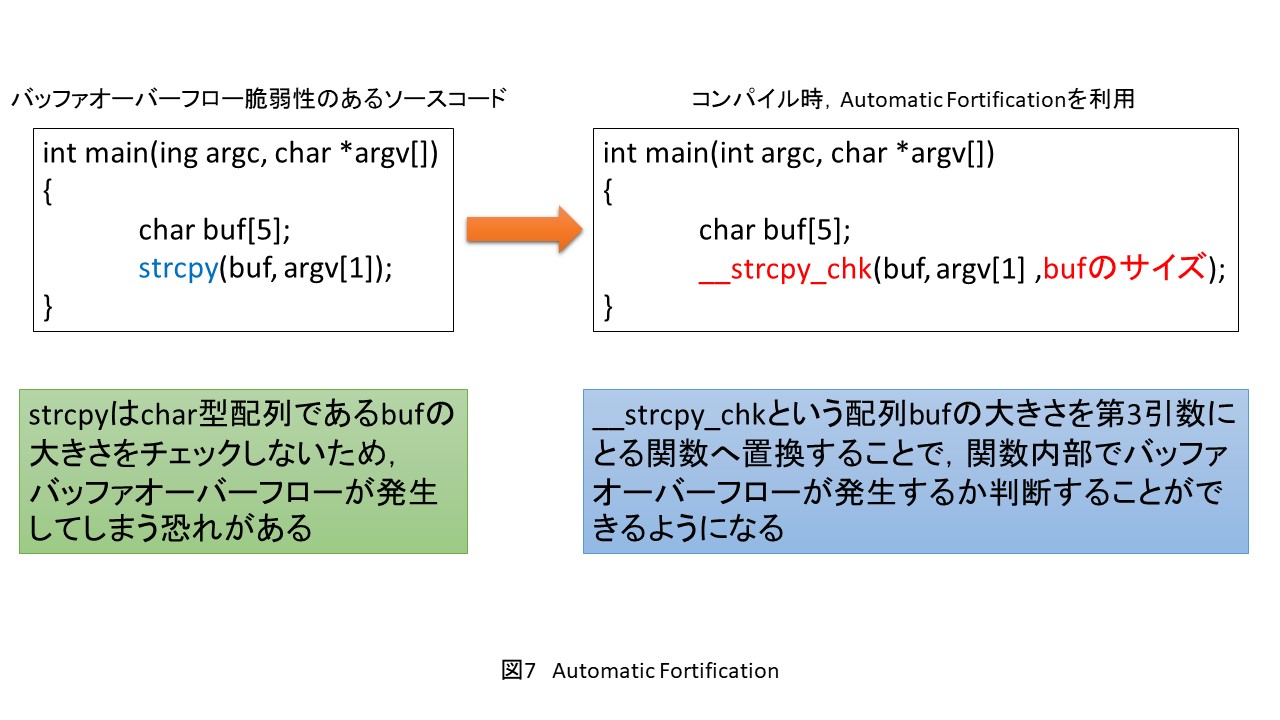 バッファオーバーフロー脆弱性のあるソースコード
int main(ing argc, char *argv[])
{
char buf[5];
strcpy(buf, argv[1]);
}
コンパイル時，Automatic Fortificationを利用
int main(int argc, char *argv[])
{
char buf[5];
__strcpy_chk(buf, argv[1] ,bufのサイズ);
}
strcpyはchar型配列であるbufの
大きさをチェックしないため，
バッファオーバーフローが発生
してしまう恐れがある
__strcpy_chkという配列bufの大きさを第3引数に
とる関数へ置換することで，関数内部でバッファ
オーバーフローが発生するか判断することがで
きるようになる
図7 Automatic Fortification